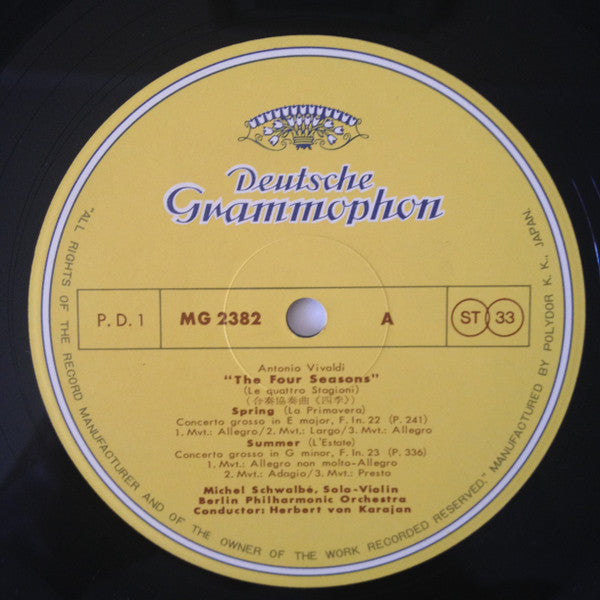 Deutsche
Grammophon
P. D. 1
MG 2382
A
ST 33
Antonio Vivaldi
"The Four Seasons"
(Le quattro Stagioni)
(合奏協奏曲《四季》)
Spring (La Primavera)
Concerto grosso in E major, F. In. 22 (P. 241)
1. Mvt.: Allegro/2. Mvt.: Largo/3. Mvt.: Allegro
Summer (L'Estate)
Concerto grosso in G minor, F. In. 23 (P. 336)
1. Mvt.: Allegro non molto-Allegro
2. Mvt.: Adagio/3. Mvt.: Presto
Michel Schwalbé, Solo-Violin
Berlin Philharmonic Orchestra
Conductor: Herbert von Karajan
"ALL RIGHTS OF THE RECORD MANUFACTURER AND OF THE OWNER OF THE WORK RECORDED RESERVED." MANUFACTURED BY POLYDOR K. K., JAPAN.